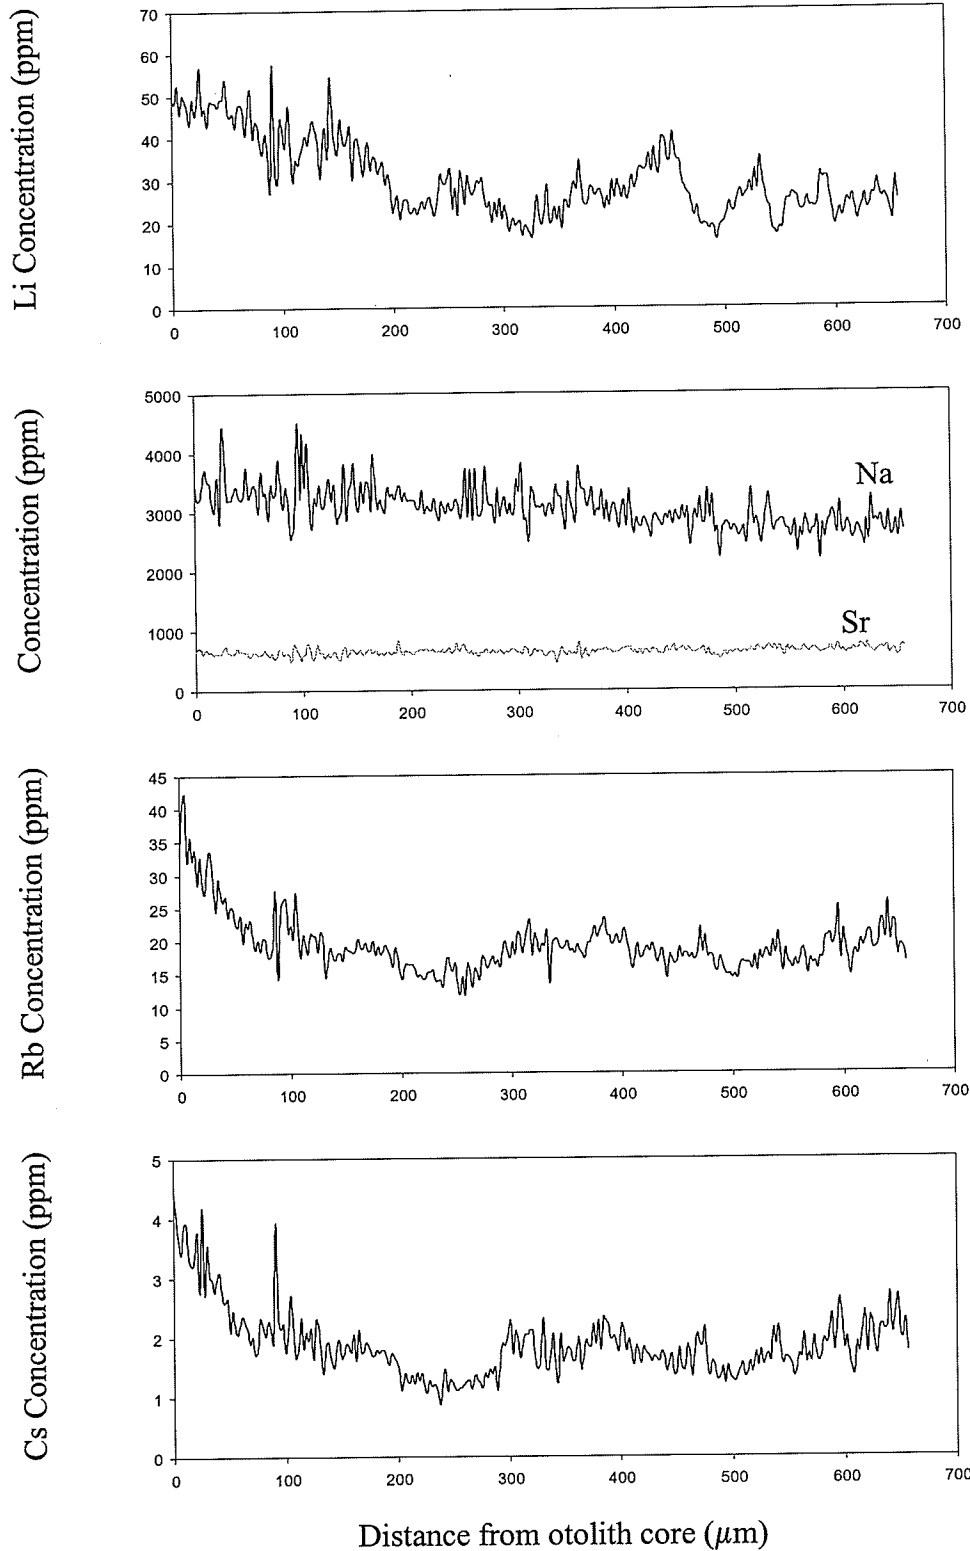 Li Concentration (ppm)
70
60
50
40
30
20
10
0
0 100 200 300 400 500 600 700
Concentration (ppm)
5000
4000
3000
2000
1000
0
Na
Sr
0 100 200 300 400 500 600 700
Rb Concentration (ppm)
45
40
35
30
25
20
15
10
5
0
0 100 200 300 400 500 600 700
Cs Concentration (ppm)
5
4
3
2
1
0
0 100 200 300 400 500 600 700
Distance from otolith core (μm)